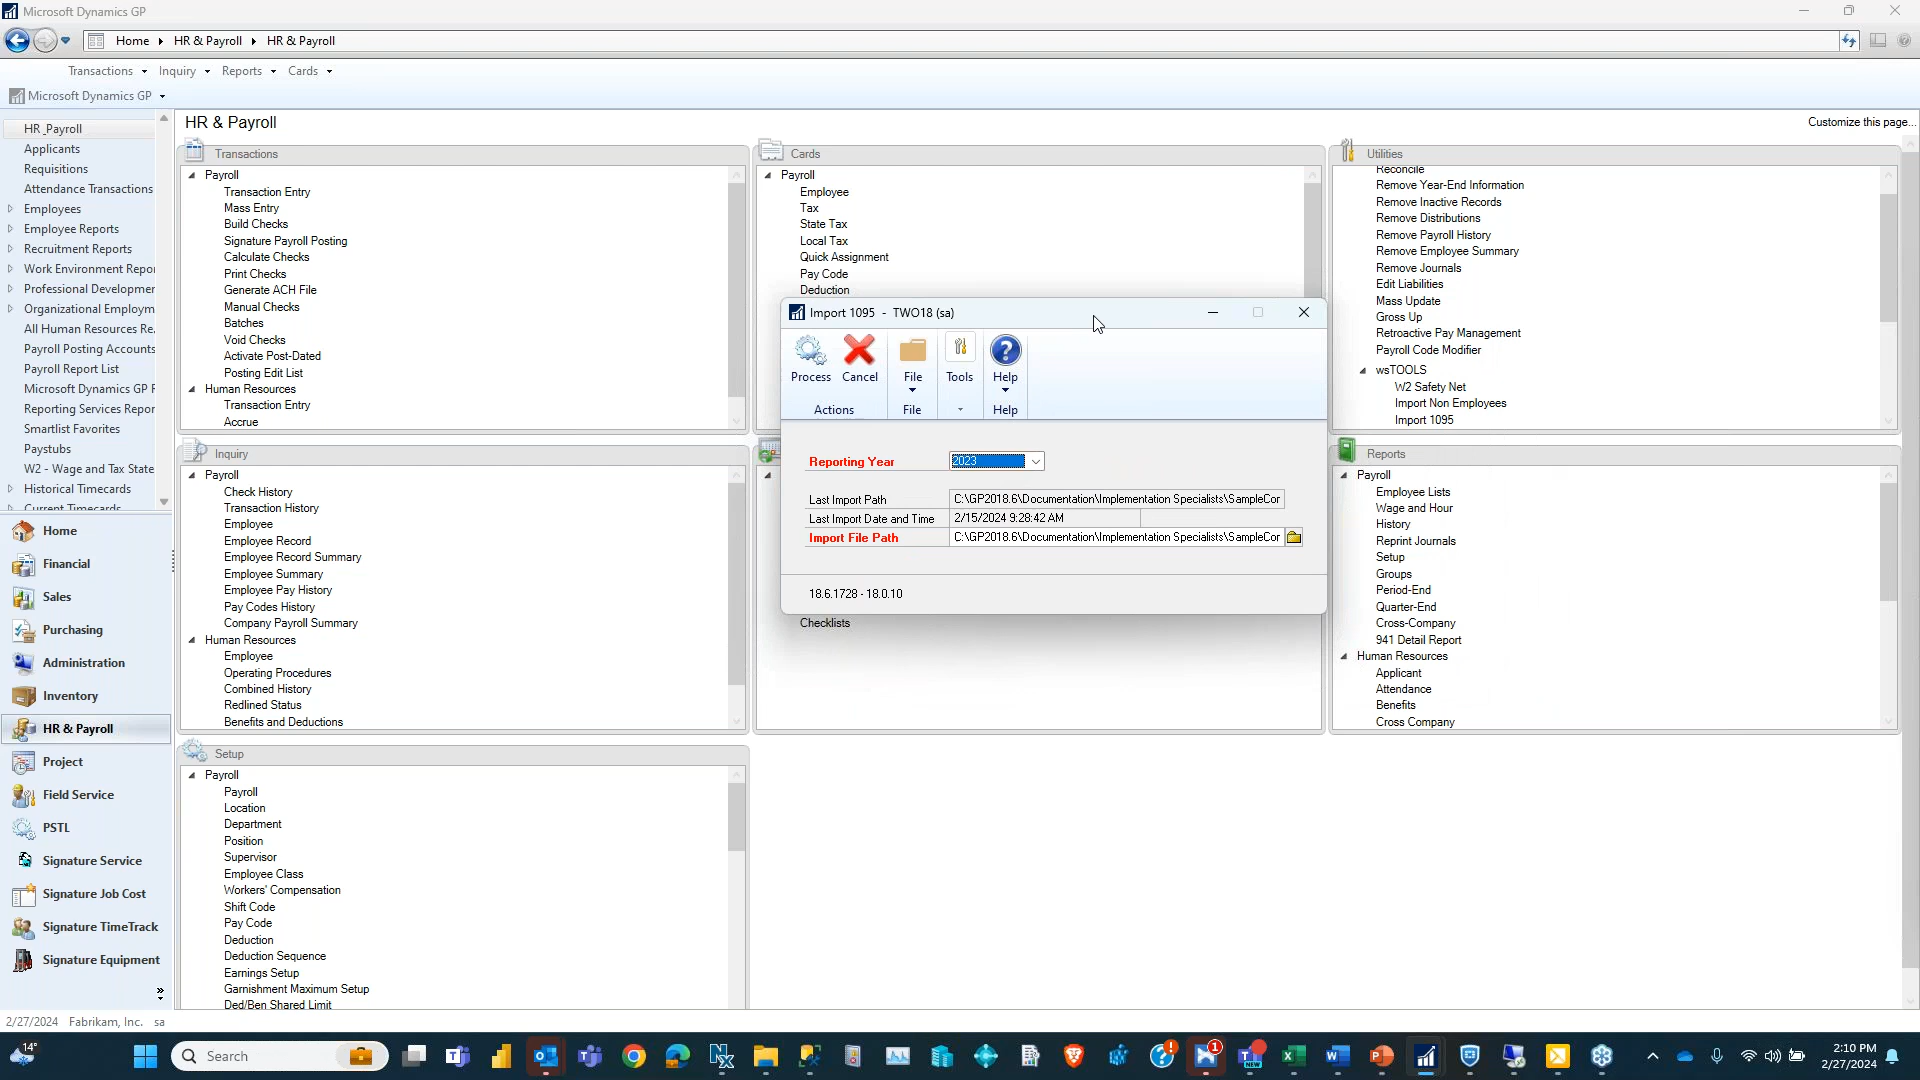 Microsoft Dynamics GP
Home HR & Payroll HR & Payroll
Transactions Inquiry Reports Cards
Microsoft Dynamics GP
HR_Payroll
Applicants
Requisitions
Attendance Transactions
Employees
Employee Reports
Recruitment Reports
Work Environment Repor
Professional Developmer
Organizational Employm
All Human Resources Re.
Payroll Posting Accounts
Payroll Report List
Microsoft Dynamics GP F
Reporting Services Repor
Smartlist Favorites
Paystubs
W2 - Wage and Tax State
Historical Timecards
Current Timecards
Home
Financial
Sales
Purchasing
Administration
Inventory
HR & Payroll
Project
Field Service
PSTL
Signature Service
Signature Job Cost
Signature TimeTrack
Signature Equipment
HR & Payroll
Customize this page...
Transactions
Payroll
Transaction Entry
Mass Entry
Build Checks
Signature Payroll Posting
Calculate Checks
Print Checks
Generate ACH File
Manual Checks
Batches
Void Checks
Activate Post-Dated
Posting Edit List
Human Resources
Transaction Entry
Accrue
Cards
Payroll
Employee
Tax
State Tax
Local Tax
Quick Assignment
Pay Code
Deduction
Utilities
Reconcile
Remove Year-End Information
Remove Inactive Records
Remove Distributions
Remove Payroll History
Remove Employee Summary
Remove Journals
Edit Liabilities
Mass Update
Gross Up
Retroactive Pay Management
Payroll Code Modifier
wsTOOLS
W2 Safety Net
Import Non Employees
Import 1095
Import 1095 - TWO18 (sa)
Process Cancel File Tools Help
Actions File Help
Reporting Year 2023
Last Import Path C:\GP2018.6\Documentation\Implementation Specialists\SampleCor
Last Import Date and Time 2/15/2024 9:28:42 AM
Import File Path C:\GP2018.6\Documentation\Implementation Specialists\SampleCor
18.6.1728 - 18.0.10
Checklists
Inquiry
Payroll
Check History
Transaction History
Employee
Employee Record
Employee Record Summary
Employee Summary
Employee Pay History
Pay Codes History
Company Payroll Summary
Human Resources
Employee
Operating Procedures
Combined History
Redlined Status
Benefits and Deductions
Reports
Payroll
Employee Lists
Wage and Hour
History
Reprint Journals
Setup
Groups
Period-End
Quarter-End
Cross-Company
941 Detail Report
Human Resources
Applicant
Attendance
Benefits
Cross Company
Setup
Payroll
Payroll
Location
Department
Position
Supervisor
Employee Class
Workers' Compensation
Shift Code
Pay Code
Deduction
Deduction Sequence
Earnings Setup
Garnishment Maximum Setup
Ded/Ben Shared Limit
2/27/2024 Fabrikam, Inc. sa
14°
Search
1
NEW
2:10 PM
2/27/2024